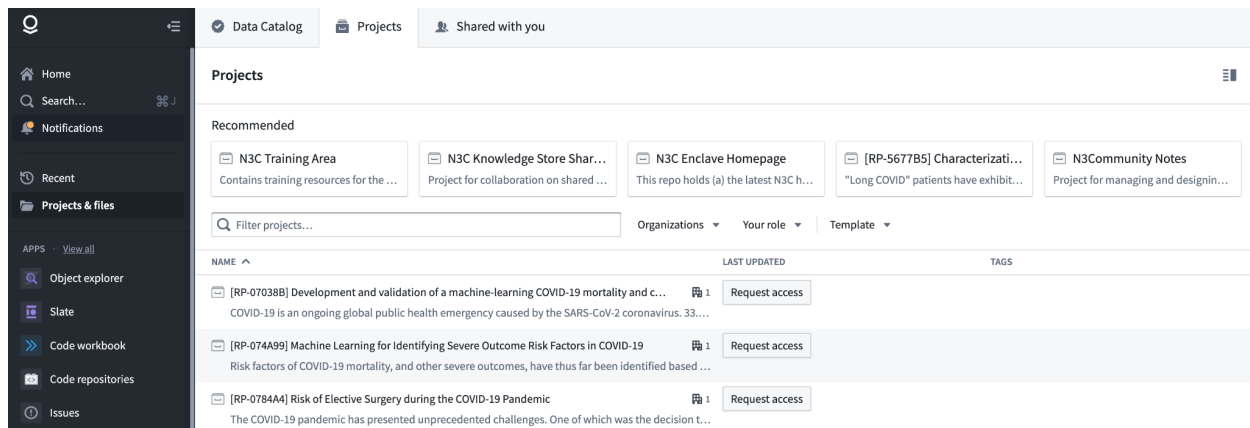 Data Catalog
Projects
Shared with you
Home
Search… ⌘ J
Notifications
Recent
Projects & files
APPS · View all
Object explorer
Slate
Code workbook
Code repositories
Issues
Projects
Recommended
N3C Training Area
Contains training resources for the …
N3C Knowledge Store Shar…
Project for collaboration on shared …
N3C Enclave Homepage
This repo holds (a) the latest N3C h…
[RP-5677B5] Characterizati…
"Long COVID" patients have exhibit…
N3Community Notes
Project for managing and designin…
Filter projects…
Organizations
Your role
Template
NAME
LAST UPDATED
TAGS
[RP-07038B] Development and validation of a machine-learning COVID-19 mortality and c… 1 Request access
COVID-19 is an ongoing global public health emergency caused by the SARS-CoV-2 coronavirus. 33.…
[RP-074A99] Machine Learning for Identifying Severe Outcome Risk Factors in COVID-19 1 Request access
Risk factors of COVID-19 mortality, and other severe outcomes, have thus far been identified based …
[RP-0784A4] Risk of Elective Surgery during the COVID-19 Pandemic 1 Request access
The COVID-19 pandemic has presented unprecedented challenges. One of which was the decision t…